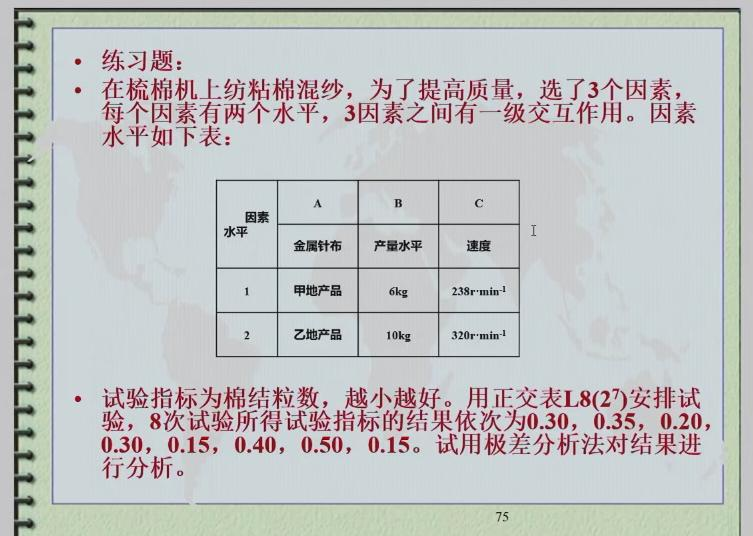 练习题：
在梳棉机上纺粘棉混纱，为了提高质量，选了3个因素，
每个因素有两个水平，3因素之间有一级交互作用。因素
水平如下表：
因素 A B C
水平
金属针布 产量水平 速度
1 甲地产品 6kg 238r·min-1
2 乙地产品 10kg 320r·min-1
试验指标为棉结粒数，越小越好。用正交表L8(2⁷)安排试
验，8次试验所得试验指标的结果依次为0.30，0.35，0.20，
0.30，0.15，0.40，0.50，0.15。试用极差分析法对结果进
行分析。
75